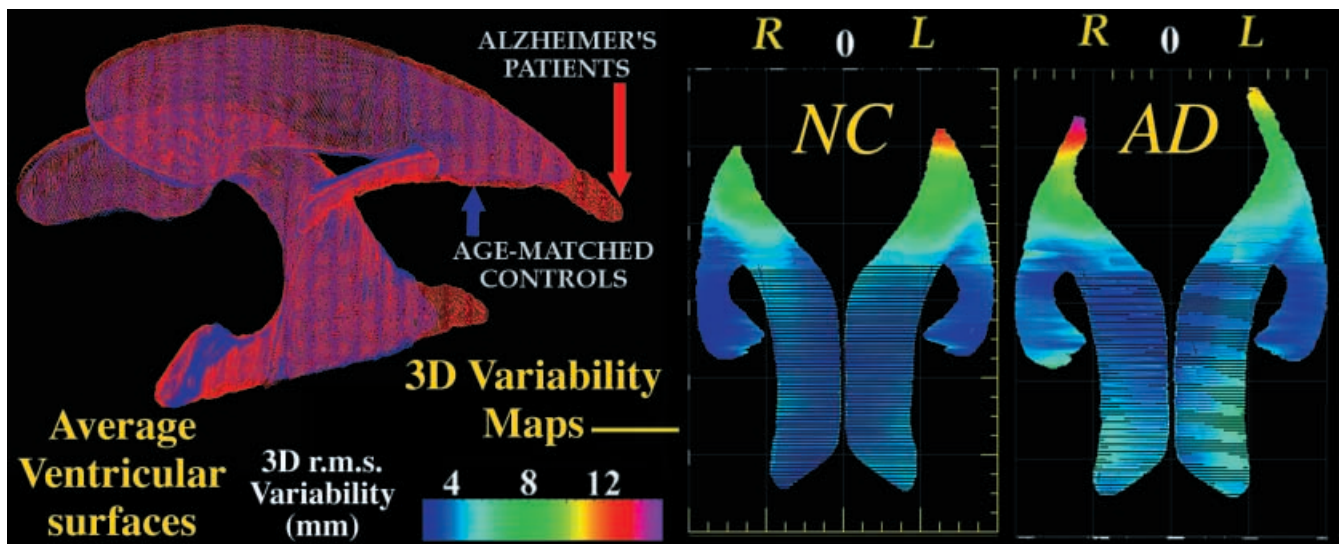 ALZHEIMER'S
PATIENTS
AGE-MATCHED
CONTROLS
Average
Ventricular
surfaces
3D Variability
Maps
3D r.m.s.
Variability
(mm)
4 8 12
R 0 L
NC
R 0 L
AD